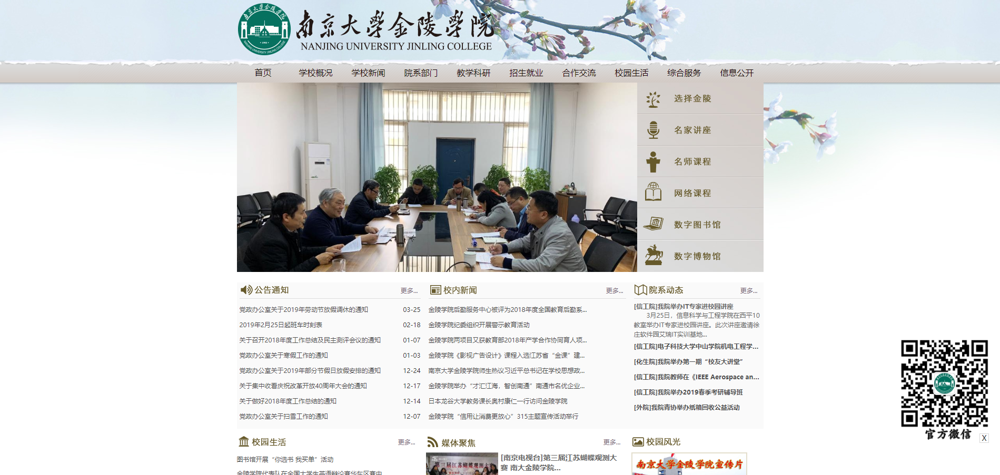 南京大学金陵学院
NANJING UNIVERSITY JINLING COLLEGE
首页 学校概况 学校新闻 院系部门 教学科研 招生就业 合作交流 校园生活 综合服务 信息公开
选择金陵
名家讲座
名师课程
网络课程
数字图书馆
数字博物馆
公告通知 更多...
党政办公室关于2019年劳动节放假调休的通知 03-25
2019年2月25日起班车时刻表 02-18
关于召开2018年度工作总结及民主测评会议的通知 01-07
党政办公室关于寒假工作的通知 01-03
党政办公室关于2019年部分节假日放假安排的通知 12-24
关于集中收看庆祝改革开放40周年大会的通知 12-17
关于做好2018年度工作总结的通知 12-14
党政办公室关于扫雪工作的通知 12-07
校内新闻 更多...
金陵学院后勤服务中心被评为2018年度全国教育后勤系...
金陵学院纪委组织开展警示教育活动
金陵学院两项目又获教育部2018年产学合作协同育人项...
金陵学院《影视广告设计》课程入选江苏省“金课”建...
南京大学金陵学院师生热议习近平总书记在学校思想政...
金陵学院举办“才汇江海，智创南通”南通市名优企业...
日本龙谷大学教务课长奥村康仁一行访问金陵学院
金陵学院“信用让消费更放心”315主题宣传活动举行
院系动态 更多...
[信工院]我院举办IT专家进校园讲座
3月25日，信息科学与工程学院在西平10
教室举办IT专家进校园讲座。此次讲座邀请徐
庄软件园艾瑞IT实训基地...
[信工院]电子科技大学中山学院机电工程学...
[化生院]我院举办第一期“校友大讲堂”
[信工院]我院教师在《IEEE Aerospace an...
[信工院]我院举办2019春季考研辅导班
[外院]我院青协举办纸箱回收公益活动
官方微信
X
校园生活 更多...
图书馆开展“你选书 我买单”活动
金陵学院代表队在全国大学生英语辩论赛华东区赛中
媒体聚焦 更多...
第三届江苏蝴蝶观测大
[南京电视台]第三届江苏蝴蝶观测大
赛 南大金陵学院...
校园风光
南京大学金陵学院宣传片